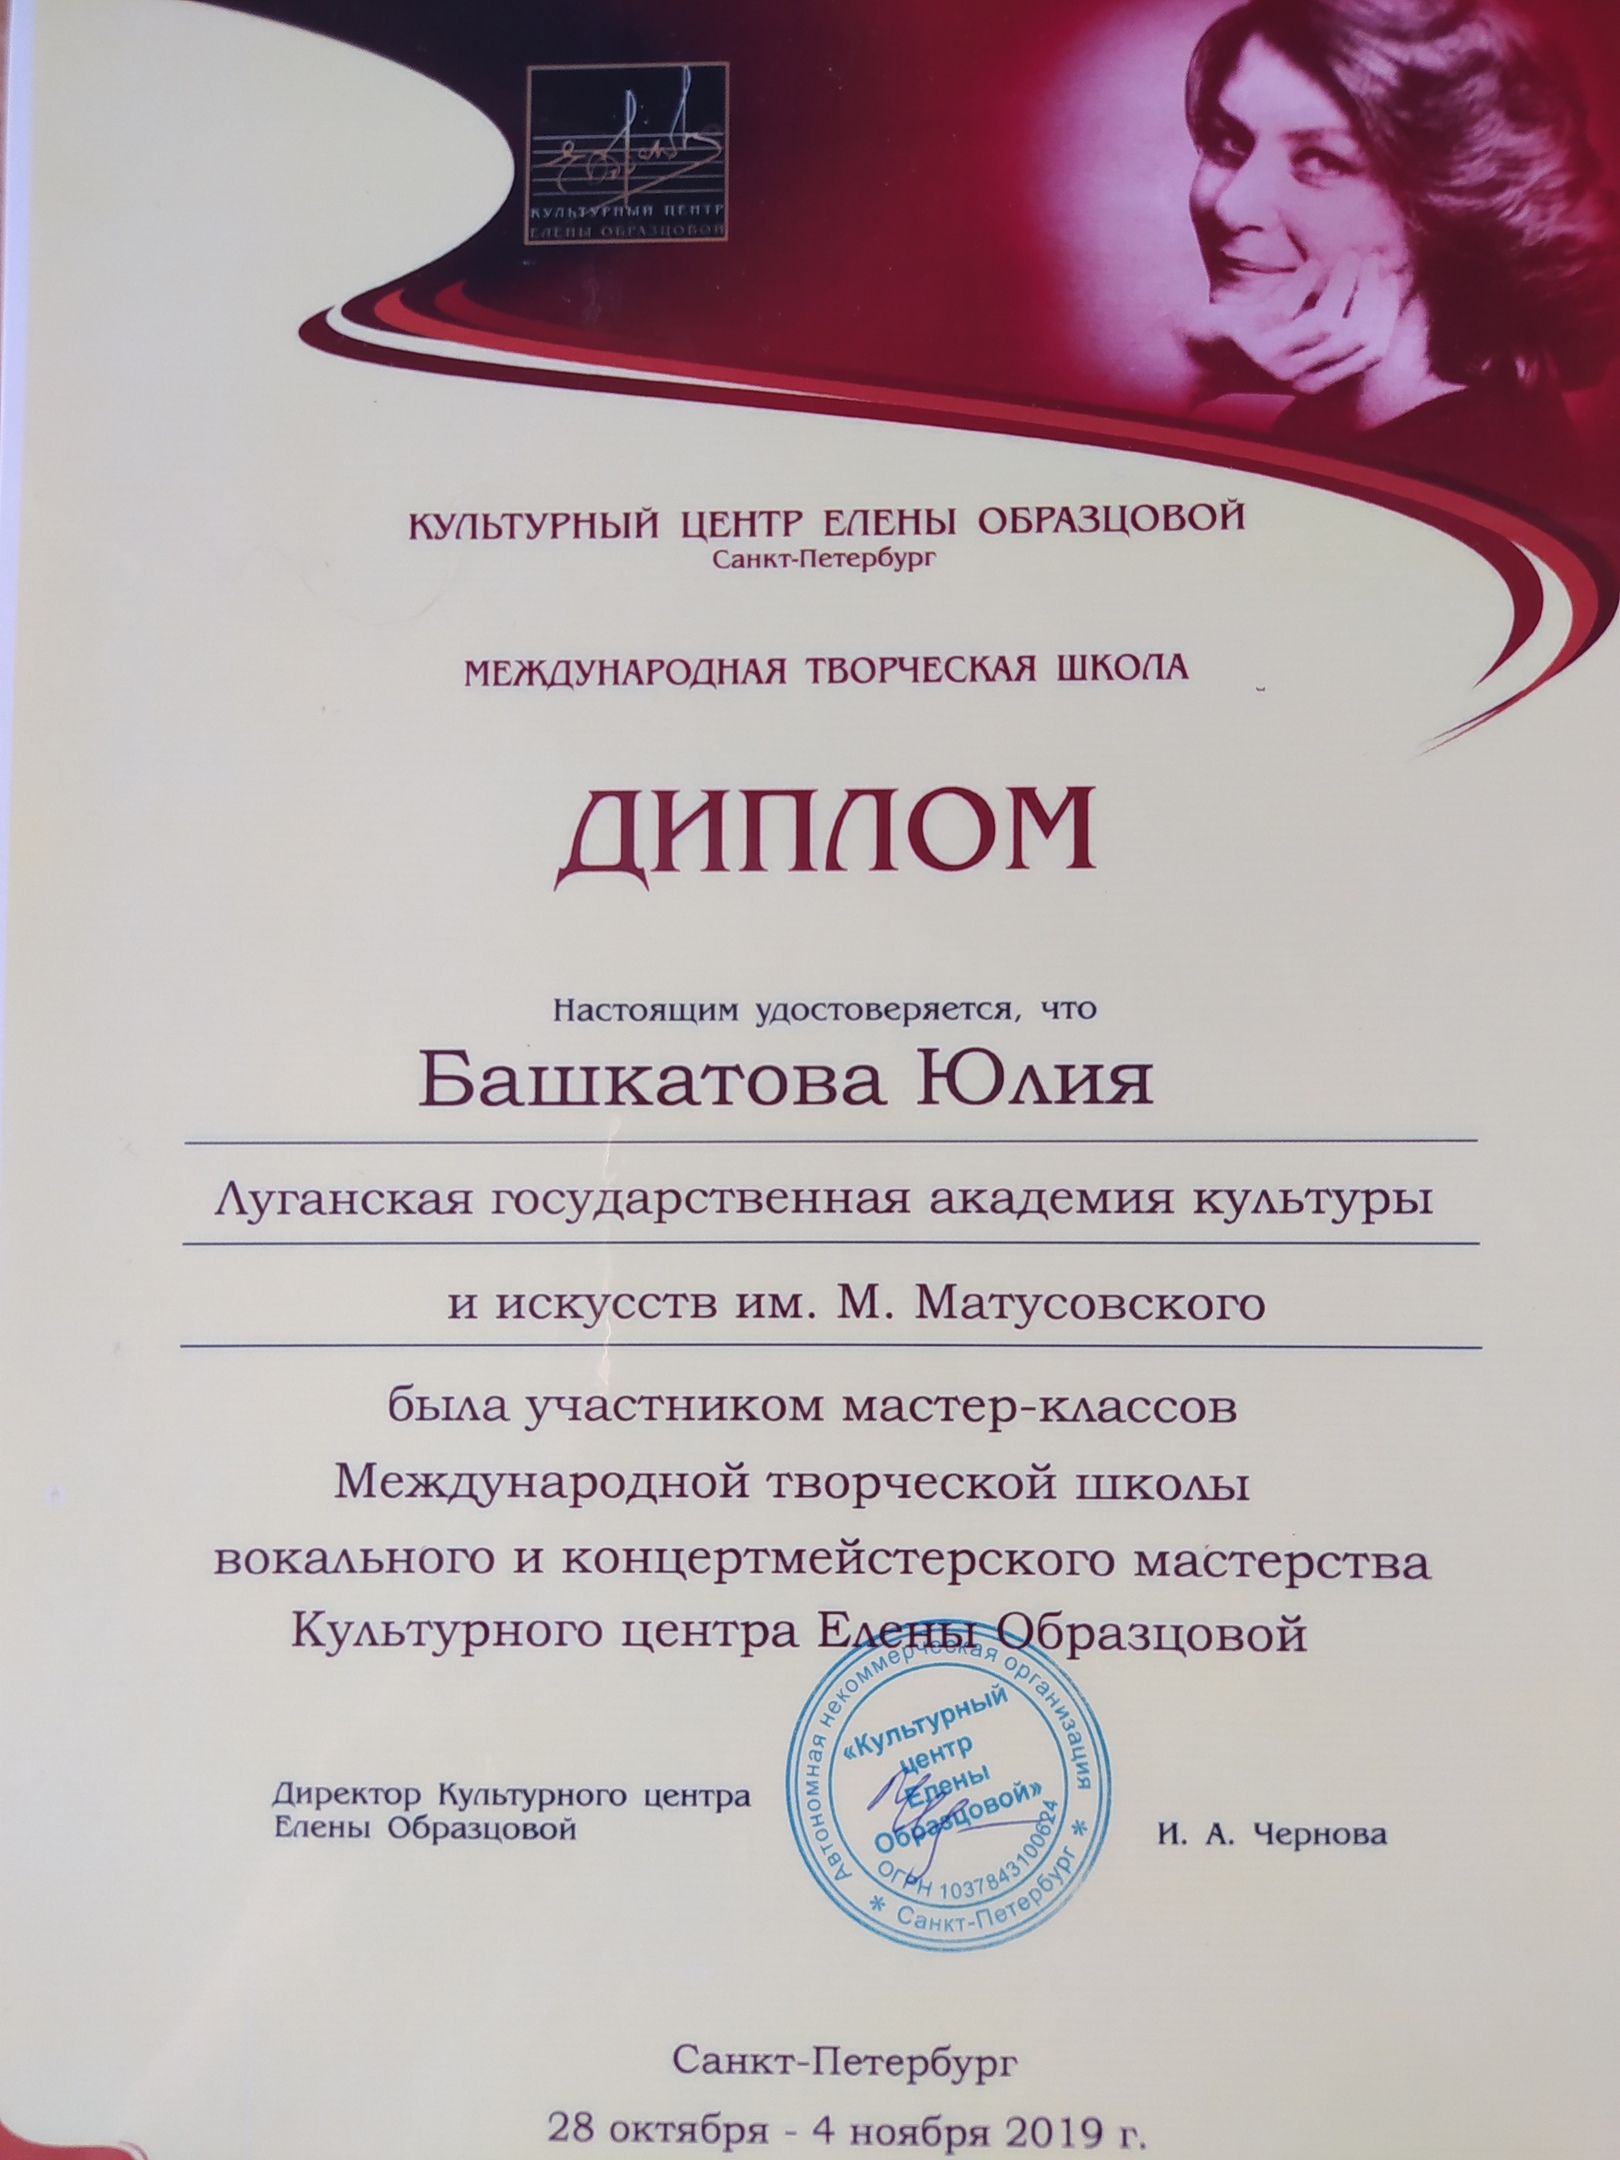 КУЛЬТУРНЫЙ ЦЕНТР
ЕЛЕНЫ ОБРАЗЦОВОЙ
КУЛЬТУРНЫЙ ЦЕНТР ЕЛЕНЫ ОБРАЗЦОВОЙ
Санкт-Петербург
МЕЖДУНАРОДНАЯ ТВОРЧЕСКАЯ ШКОЛА
ДИПЛОМ
Настоящим удостоверяется, что
Башкатова Юлия
Луганская государственная академия культуры
и искусств им. М. Матусовского
была участником мастер-классов
Международной творческой школы
вокального и концертмейстерского мастерства
Культурного центра Елены Образцовой
Автономная некоммерческая организация
«Культурный
центр
Елены
Образцовой»
ОГРН 1037843100624
* Санкт-Петербург *
Директор Культурного центра
Елены Образцовой
И. А. Чернова
Санкт-Петербург
28 октября - 4 ноября 2019 г.